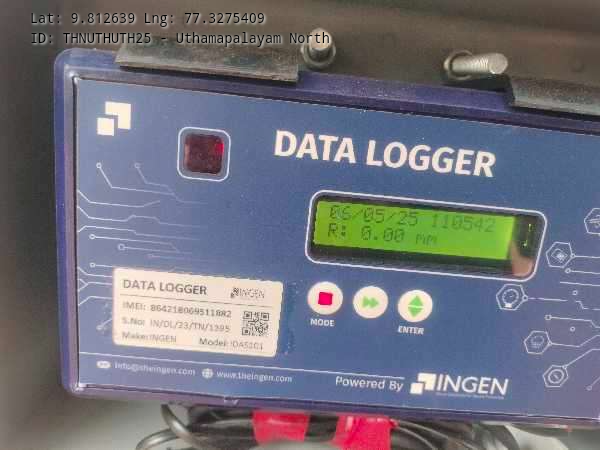 Lat: 9.812639 Lng: 77.3275409
ID: THNUTHUTH25 - Uthamapalayam North
DATA LOGGER
06/05/25 110542
R: 0.00 mm
DATA LOGGER
INGEN
IMEI: 864218069511882
S.No: IN/DL/23/TN/1395
Make: INGEN Model: IDAS101
MODE
ENTER
info@theingen.com www.theingen.com
Powered By INGEN